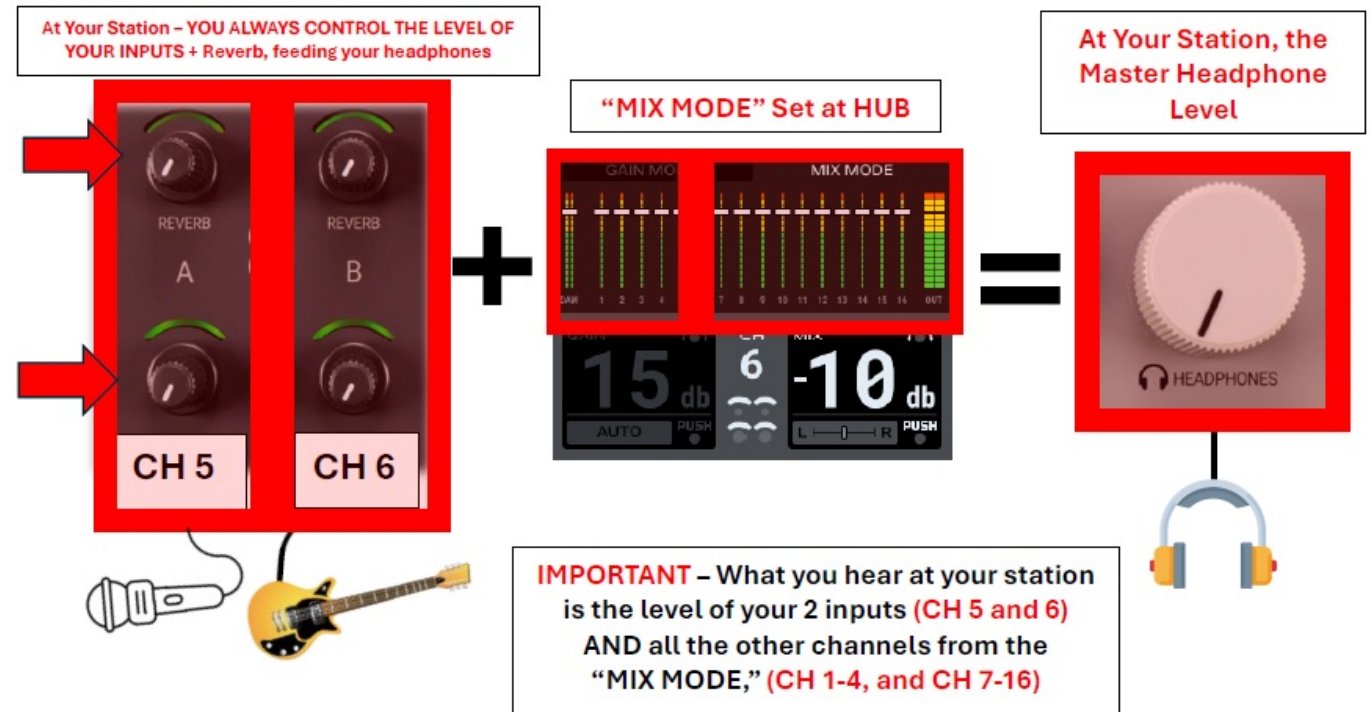 At Your Station – YOU ALWAYS CONTROL THE LEVEL OF
YOUR INPUTS + Reverb, feeding your headphones
REVERB
A
CH 5
REVERB
B
CH 6
+
“MIX MODE” Set at HUB
GAIN MO
MIX MODE
1 2 3 4
7 8 9 10 11 12 13 14 15 16 OUT
15 db
AUTO PUSH
6
-10 db
L R PUSH
=
At Your Station, the
Master Headphone
Level
HEADPHONES
IMPORTANT – What you hear at your station
is the level of your 2 inputs (CH 5 and 6)
AND all the other channels from the
“MIX MODE,” (CH 1-4, and CH 7-16)